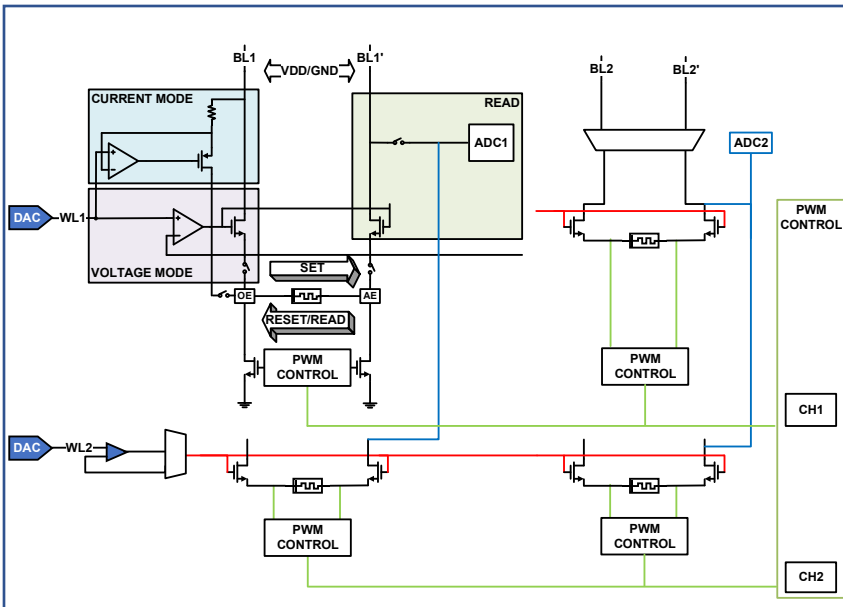 BL1
BL1'
VDD/GND
BL2
BL2'
CURRENT MODE
READ
ADC1
ADC2
+
-
DAC
WL1
+
-
PWM
CONTROL
VOLTAGE MODE
SET
OE
AE
RESET/READ
PWM
CONTROL
PWM
CONTROL
CH1
DAC
WL2
PWM
CONTROL
PWM
CONTROL
CH2